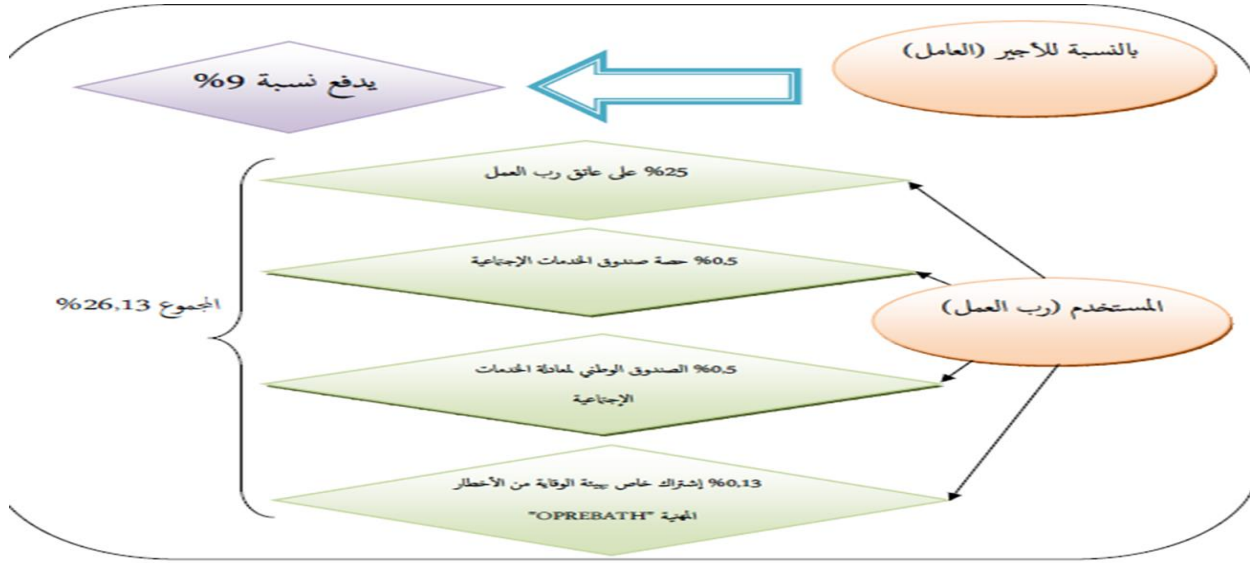 بالنسبة للأجير (العامل)
يدفع نسبة 9%
25% على عاتق رب العمل
0.5% حصة صندوق الخدمات الإجتماعية
المستخدم (رب العمل)
المجموع 26,13%
0.5% الصندوق الوطني لمعادلة الخدمات
الإجتماعية
0.13% إشتراك خاص بهيئة الوقاية من الأخطار
المهنية "OPREBATH"